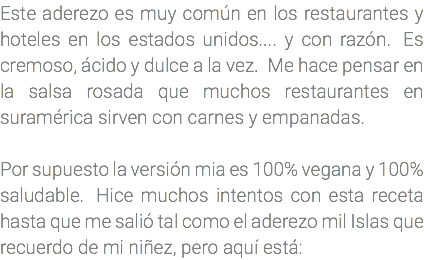 Este aderezo es muy común en los restaurantes y
hoteles en los estados unidos.... y con razón. Es
cremoso, ácido y dulce a la vez. Me hace pensar en
la salsa rosada que muchos restaurantes en
suramérica sirven con carnes y empanadas.

Por supuesto la versión mia es 100% vegana y 100%
saludable. Hice muchos intentos con esta receta
hasta que me salió tal como el aderezo mil Islas que
recuerdo de mi niñez, pero aquí está: